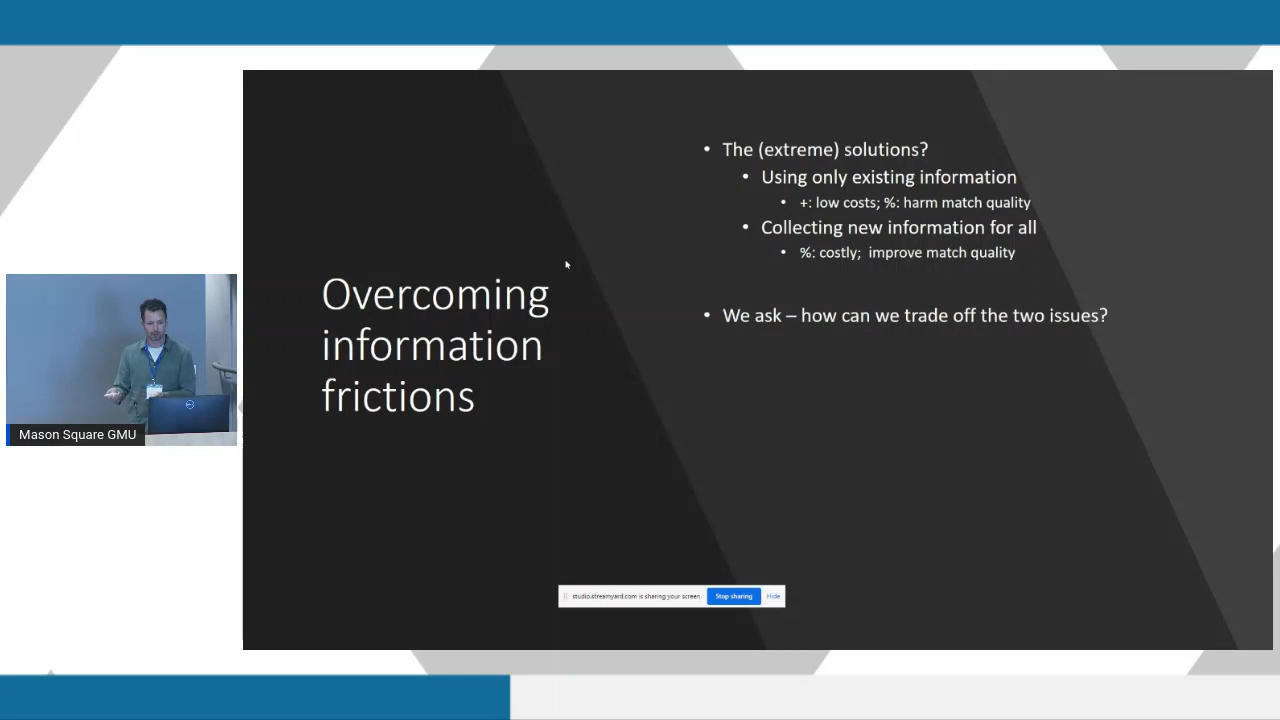 Overcoming
information
frictions
• The (extreme) solutions?
• Using only existing information
• +: low costs; %: harm match quality
• Collecting new information for all
• %: costly;  improve match quality
• We ask – how can we trade off the two issues?
Mason Square GMU
studio.streamyard.com is sharing your screen.
Stop sharing
Hide